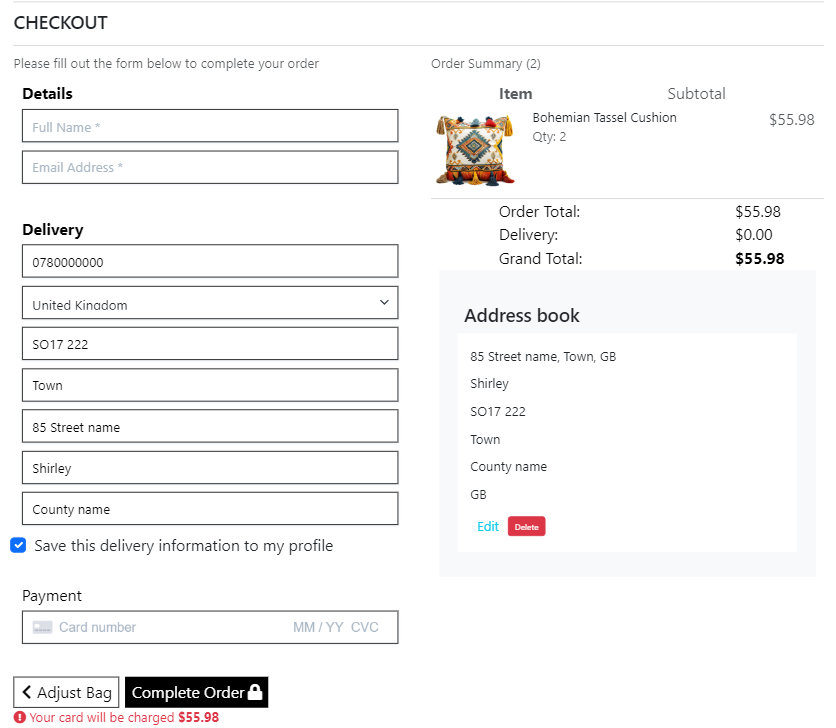 CHECKOUT
Please fill out the form below to complete your order
Details
Full Name *
Email Address *
Delivery
0780000000
United Kingdom
SO17 222
Town
85 Street name
Shirley
County name
Save this delivery information to my profile
Payment
Card number MM / YY CVC
Adjust Bag Complete Order
Your card will be charged $55.98
Order Summary (2)
Item Subtotal
Bohemian Tassel Cushion $55.98
Qty: 2
Order Total: $55.98
Delivery: $0.00
Grand Total: $55.98
Address book
85 Street name, Town, GB
Shirley
SO17 222
Town
County name
GB
Edit Delete